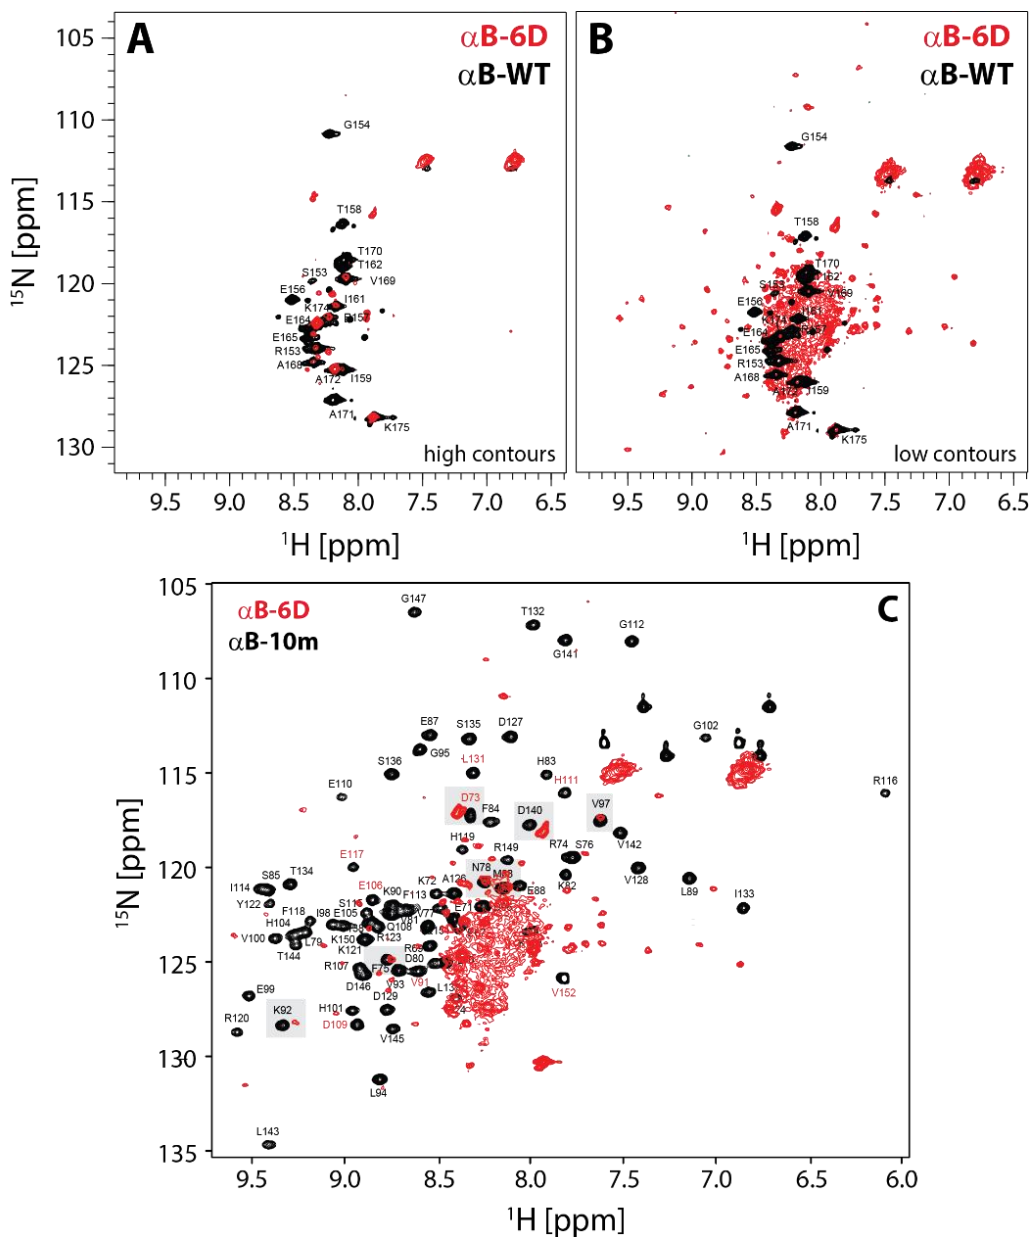 A
αB-6D
αB-WT
105
110
115
120
125
130
15N [ppm]
G154
T158
T170
T162
S153
V169
E156
I161
K174
E164
E165
R153
A168
A172
I159
A171
K175
high contours
9.5
9.0
8.5
8.0
7.5
7.0
6.5
1H [ppm]
B
αB-6D
αB-WT
G154
T158
T170
S153
V169
E156
E164
E165
R153
A168
A171
K175
low contours
9.5
9.0
8.5
8.0
7.5
7.0
6.5
1H [ppm]
C
αB-6D
αB-10m
105
110
115
120
125
130
135
15N [ppm]
G147
T132
G141
G112
E87
S135
D127
G102
G95
S136
L131
H83
H111
R116
E110
D73
F84
D140
V97
H119
R149
R74
S76
V142
E117
N78
K82
V128
L89
I133
S85
T134
I114
Y122
E106
K72
A126
E88
K90
F113
E71
F118
I98
E105
V81
V77
H104
Q108
V100
L79
K150
R123
T144
K121
D80
R107
F75
D146
V93
V91
V152
E99
H101
D129
K92
D109
R120
V145
L94
L143
9.5
9.0
8.5
8.0
7.5
7.0
6.5
6.0
1H [ppm]